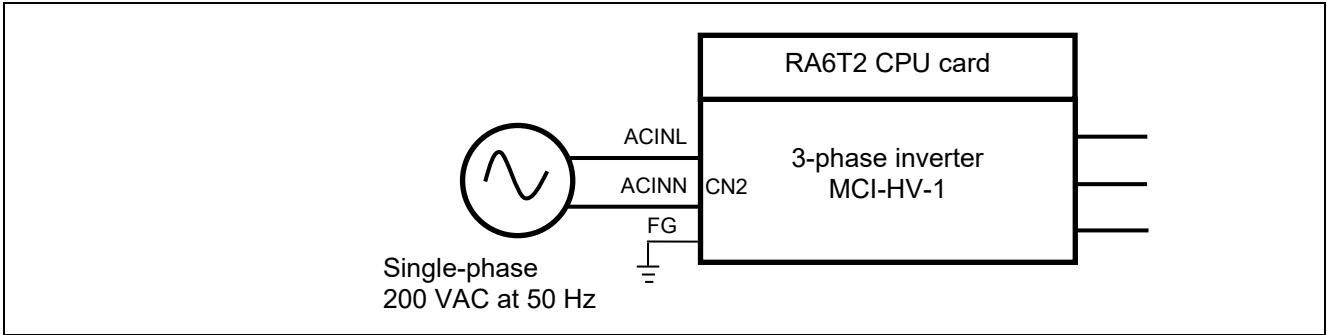 RA6T2 CPU card
ACINL
3-phase inverter
ACINN
CN2
MCI-HV-1
FG
Single-phase
200 VAC at 50 Hz